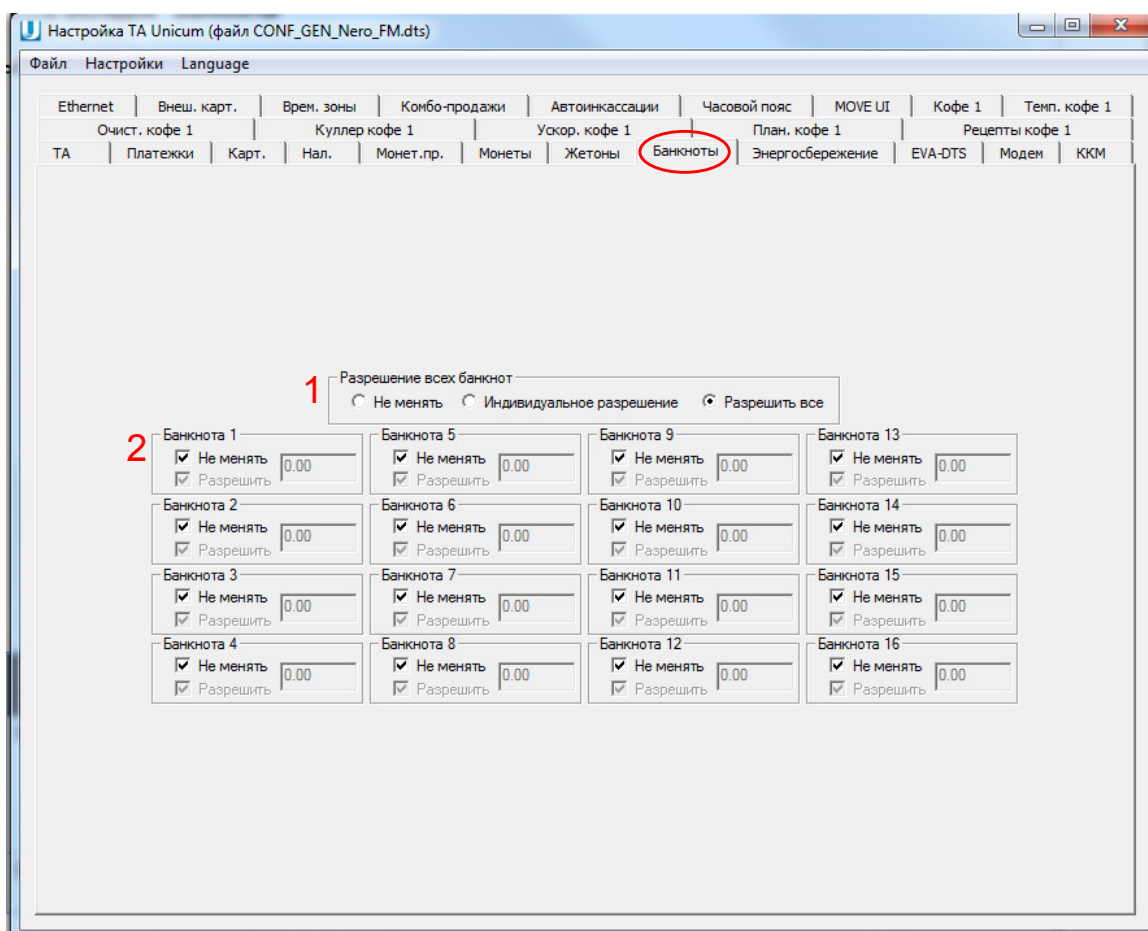 Настройка TA Unicum (файл CONF_GEN_Nero_FM.dts)
Файл Настройки Language
Ethernet Внеш. карт. Врем. зоны Комбо-продажи Автоинкассации Часовой пояс MOVE UI Кофе 1 Темп. кофе 1
Очист. кофе 1 Куллер кофе 1 Ускор. кофе 1 План. кофе 1 Рецепты кофе 1
ТА Платежки Карт. Нал. Монет.пр. Монеты Жетоны Банкноты Энергосбережение EVA-DTS Модем ККМ
1 Разрешение всех банкнот
Не менять Индивидуальное разрешение Разрешить все
2 Банкнота 1 Банкнота 5 Банкнота 9 Банкнота 13
Не менять 0.00 Не менять 0.00 Не менять 0.00 Не менять 0.00
Разрешить Разрешить Разрешить Разрешить
Банкнота 2 Банкнота 6 Банкнота 10 Банкнота 14
Не менять 0.00 Не менять 0.00 Не менять 0.00 Не менять 0.00
Разрешить Разрешить Разрешить Разрешить
Банкнота 3 Банкнота 7 Банкнота 11 Банкнота 15
Не менять 0.00 Не менять 0.00 Не менять 0.00 Не менять 0.00
Разрешить Разрешить Разрешить Разрешить
Банкнота 4 Банкнота 8 Банкнота 12 Банкнота 16
Не менять 0.00 Не менять 0.00 Не менять 0.00 Не менять 0.00
Разрешить Разрешить Разрешить Разрешить